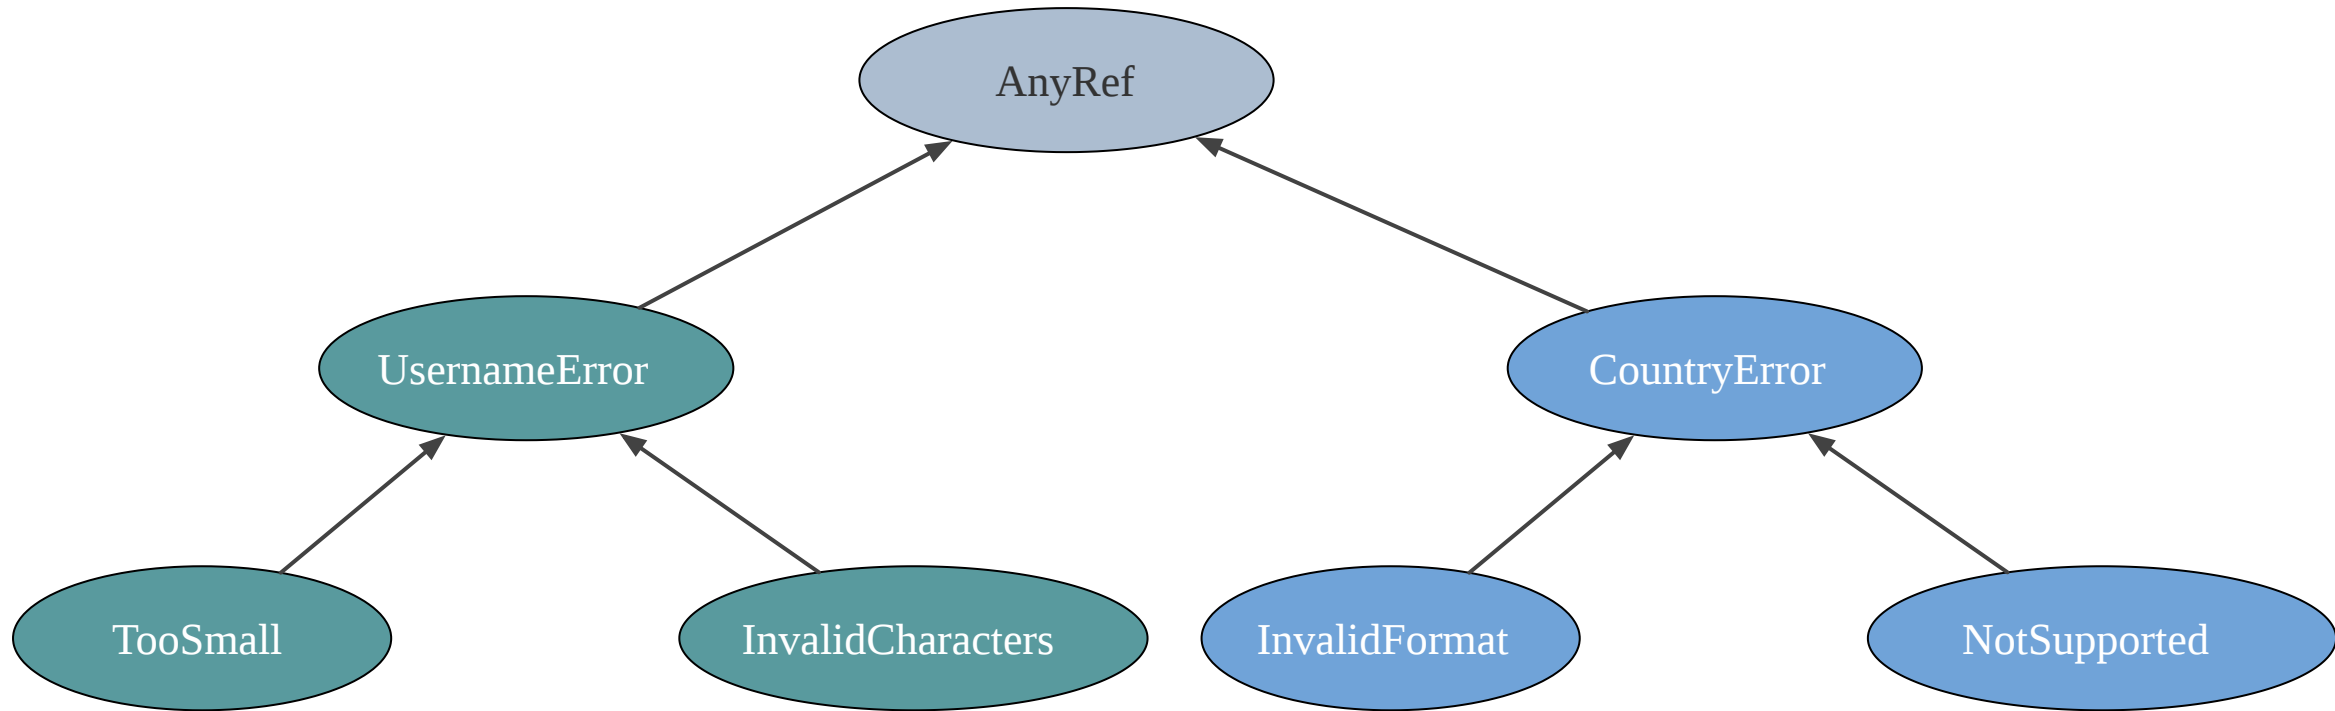 AnyRef
UsernameError
CountryError
TooSmall
InvalidCharacters
InvalidFormat
NotSupported